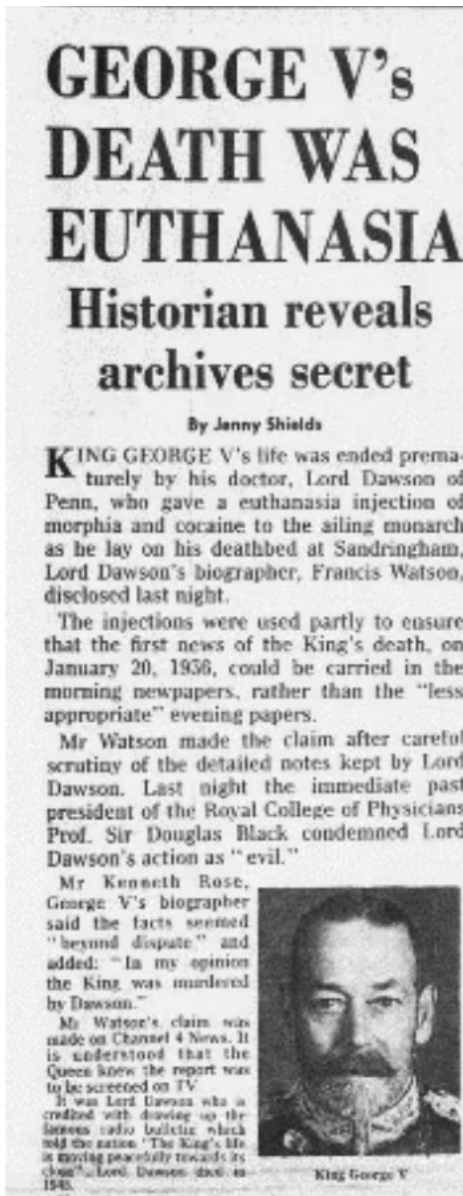 GEORGE V's
DEATH WAS
EUTHANASIA
Historian reveals
archives secret
By Jenny Shields
KING GEORGE V's life was ended prema-
turely by his doctor, Lord Dawson of
Penn, who gave a euthanasia injection of
morphia and cocaine to the ailing monarch
as he lay on his deathbed at Sandringham,
Lord Dawson's biographer, Francis Watson,
disclosed last night.
The injections were used partly to ensure
that the first news of the King's death, on
January 20, 1936, could be carried in the
morning newpapers, rather than the "less
appropriate" evening papers.
Mr Watson made the claim after careful
scrutiny of the detailed notes kept by Lord
Dawson. Last night the immediate past
president of the Royal College of Physicians
Prof. Sir Douglas Black condemned Lord
Dawson's action as "evil."
Mr Kenneth Rose,
George V's biographer
said the facts seemed
"beyond dispute" and
added: "In my opinion
the King was murdered
by Dawson."
Mr Watson's claim was
made on Channel 4 News. It
is understood that the
Queen knew the report was
to be screened on TV
It was Lord Dawson who is
credited with drawing up the
famous radio bulletin which
told the nation "The King's life
is moving peacefully towards its
close". Lord Dawson died in
1945.
King George V